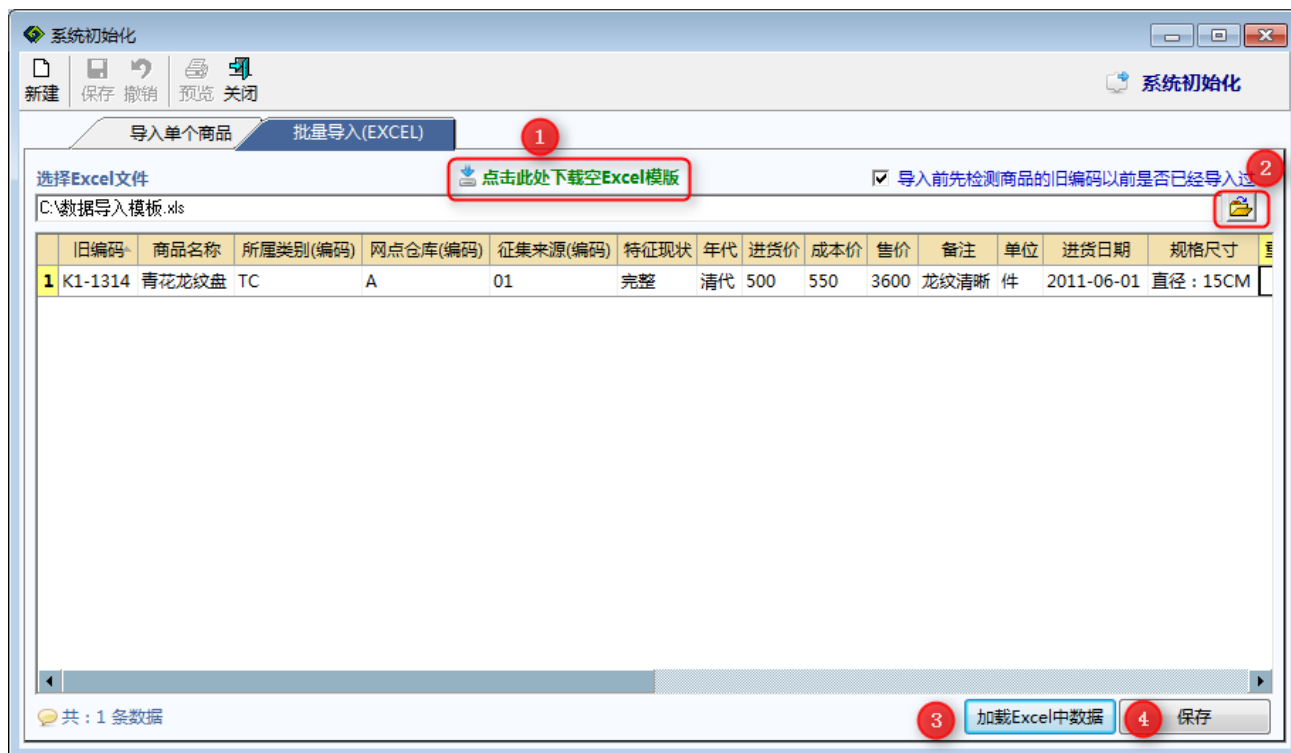 系统初始化
新建 保存 撤销 预览 关闭 系统初始化
导入单个商品 批量导入(EXCEL) 1
选择Excel文件 点击此处下载空Excel模版 导入前先检测商品的旧编码以前是否已经导入过 2
C:\数据导入模板.xls
旧编码 商品名称 所属类别(编码) 网点仓库(编码) 征集来源(编码) 特征现状 年代 进货价 成本价 售价 备注 单位 进货日期 规格尺寸
1 K1-1314 青花龙纹盘 TC A 01 完整 清代 500 550 3600 龙纹清晰 件 2011-06-01 直径：15CM
共：1 条数据 3 加载Excel中数据 4 保存